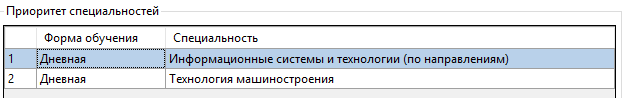 Приоритет специальностей
Форма обучения Специальность
1 Дневная Информационные системы и технологии (по направлениям)
2 Дневная Технология машиностроения